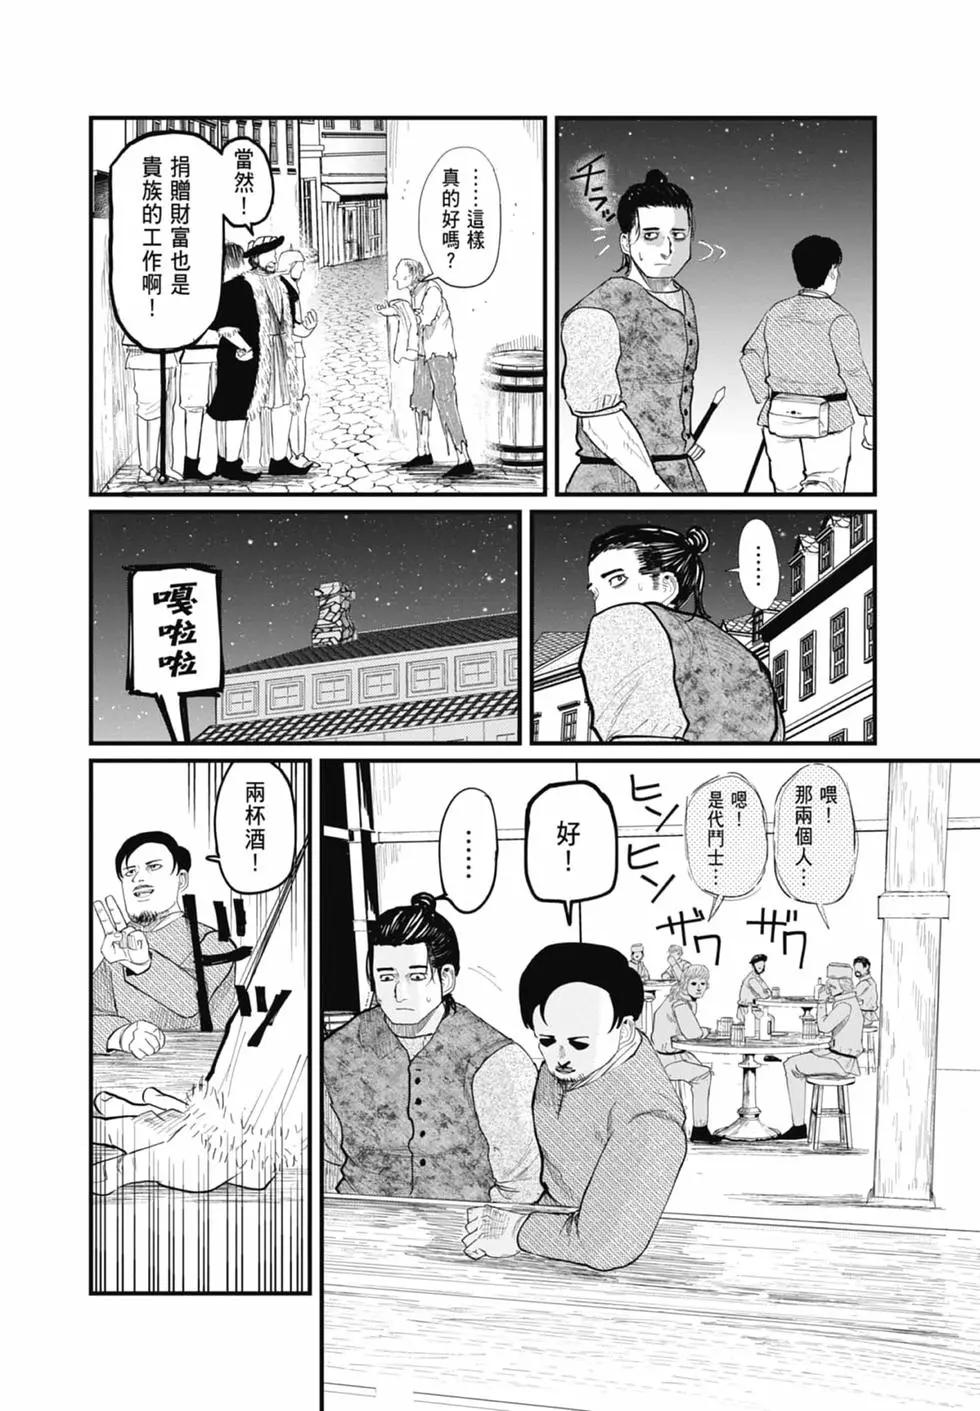 チラッ
……這樣
真的好嗎？
當然！
捐贈財富也是
貴族的工作啊！
……
嘎啦啦
喂！
那兩個人…
嗯！
是代鬥士…
ヒソ
ヒソ
ザワ
ザワ
好！
……
兩杯酒！